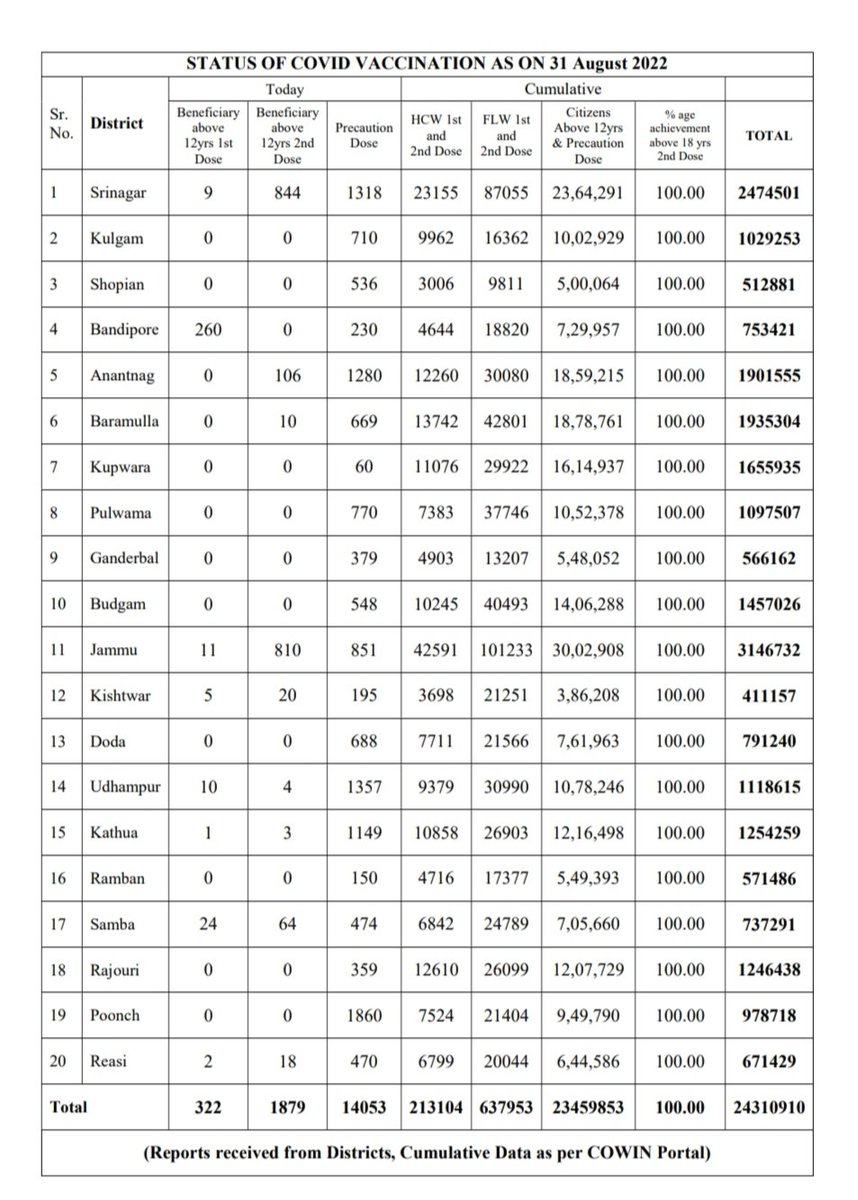 STATUS OF COVID VACCINATION AS ON 31 August 2022
Sr. No. District Today Cumulative TOTAL
Beneficiary above 12yrs 1st Dose Beneficiary above 12yrs 2nd Dose Precaution Dose HCW 1st and 2nd Dose FLW 1st and 2nd Dose Citizens Above 12yrs & Precaution Dose % age achievement above 18 yrs 2nd Dose
1 Srinagar 9 844 1318 23155 87055 23,64,291 100.00 2474501
2 Kulgam 0 0 710 9962 16362 10,02,929 100.00 1029253
3 Shopian 0 0 536 3006 9811 5,00,064 100.00 512881
4 Bandipore 260 0 230 4644 18820 7,29,957 100.00 753421
5 Anantnag 0 106 1280 12260 30080 18,59,215 100.00 1901555
6 Baramulla 0 10 669 13742 42801 18,78,761 100.00 1935304
7 Kupwara 0 0 60 11076 29922 16,14,937 100.00 1655935
8 Pulwama 0 0 770 7383 37746 10,52,378 100.00 1097507
9 Ganderbal 0 0 379 4903 13207 5,48,052 100.00 566162
10 Budgam 0 0 548 10245 40493 14,06,288 100.00 1457026
11 Jammu 11 810 851 42591 101233 30,02,908 100.00 3146732
12 Kishtwar 5 20 195 3698 21251 3,86,208 100.00 411157
13 Doda 0 0 688 7711 21566 7,61,963 100.00 791240
14 Udhampur 10 4 1357 9379 30990 10,78,246 100.00 1118615
15 Kathua 1 3 1149 10858 26903 12,16,498 100.00 1254259
16 Ramban 0 0 150 4716 17377 5,49,393 100.00 571486
17 Samba 24 64 474 6842 24789 7,05,660 100.00 737291
18 Rajouri 0 0 359 12610 26099 12,07,729 100.00 1246438
19 Poonch 0 0 1860 7524 21404 9,49,790 100.00 978718
20 Reasi 2 18 470 6799 20044 6,44,586 100.00 671429
Total 322 1879 14053 213104 637953 23459853 100.00 24310910
(Reports received from Districts, Cumulative Data as per COWIN Portal)